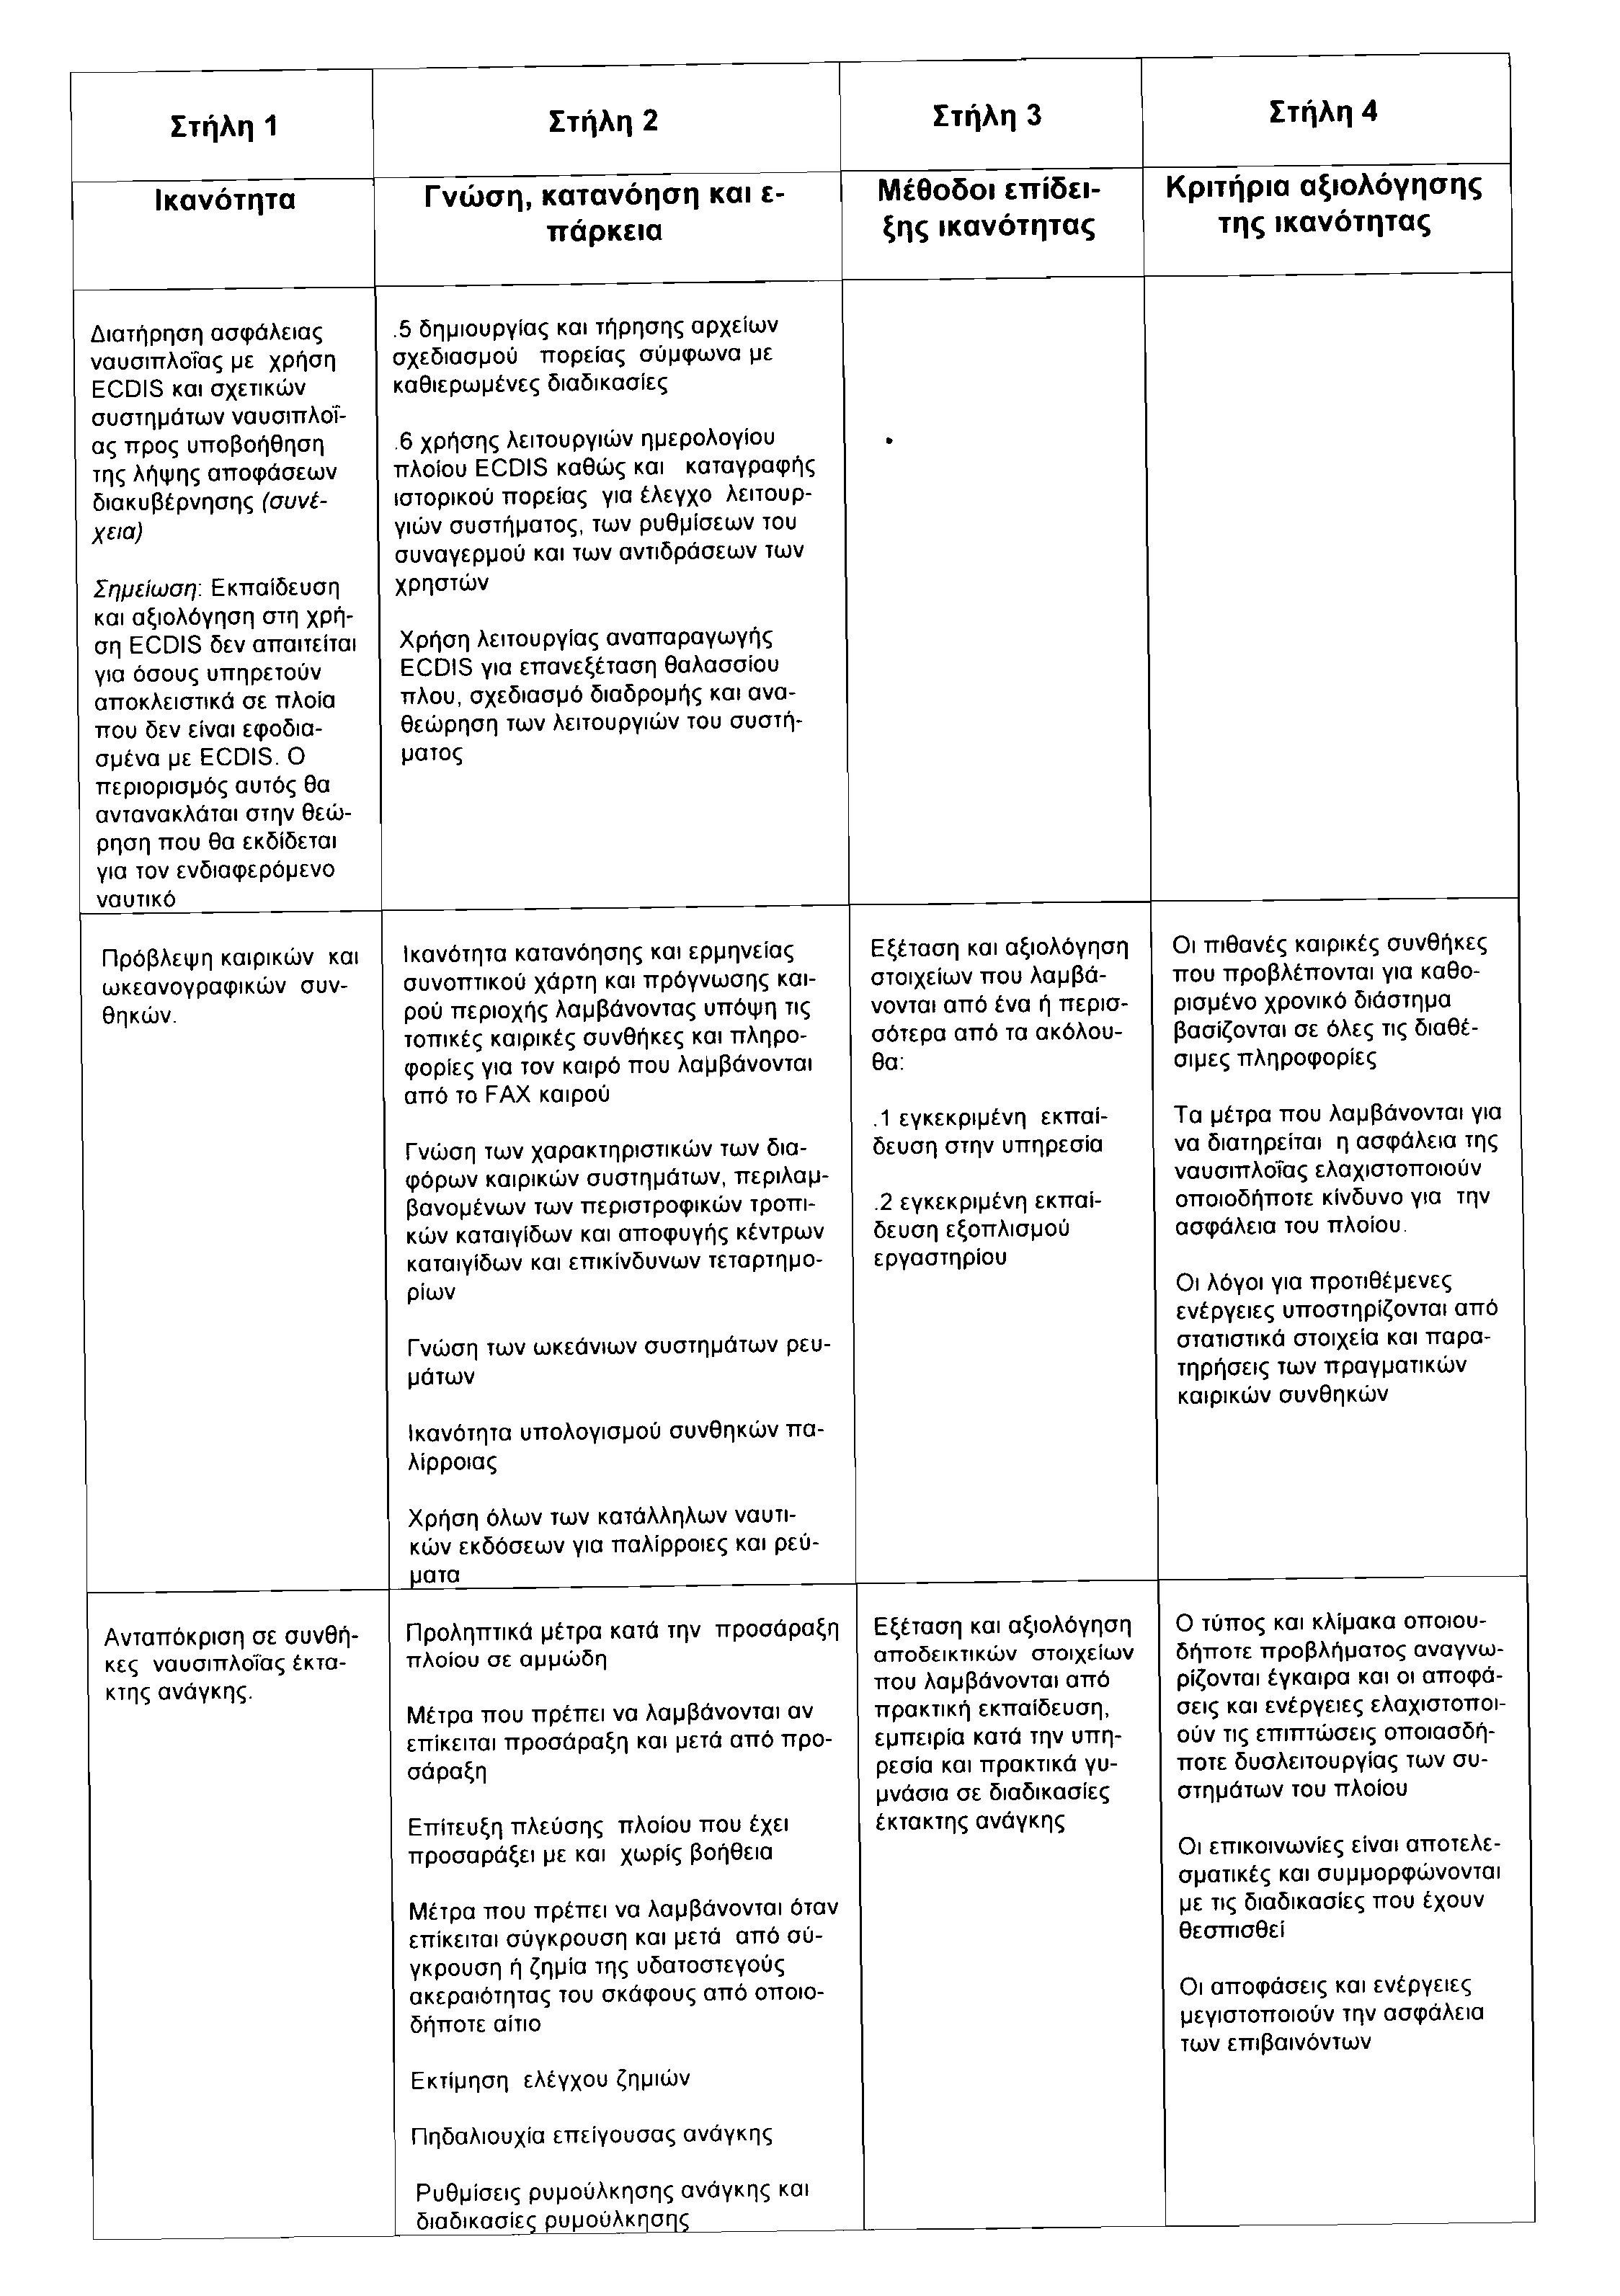 Στήλη 1
Στήλη 2
Στήλη 3
Στήλη 4
Ικανότητα
Γνώση, κατανόηση και ε-
πάρκεια
Μέθοδοι επίδει-
ξης ικανότητας
Κριτήρια αξιολόγησης
της ικανότητας
Διατήρηση ασφάλειας
ναυσιπλοΐας με χρήση
ECDIS και σχετικών
συστημάτων ναυσιπλοΐ-
ας προς υποβοήθηση
της λήψης αποφάσεων
διακυβέρνησης (συνέ-
χεια)
Σημείωση: Εκπαίδευση
και αξιολόγηση στη χρή-
ση ECDIS δεν απαιτείται
για όσους υπηρετούν
αποκλειστικά σε πλοία
που δεν είναι εφοδια-
σμένα με ECDIS. Ο
περιορισμός αυτός θα
αντανακλάται στην θεώ-
ρηση που θα εκδίδεται
για τον ενδιαφερόμενο
ναυτικό
.5 δημιουργίας και τήρησης αρχείων
σχεδιασμού πορείας σύμφωνα με
καθιερωμένες διαδικασίες
.6 χρήσης λειτουργιών ημερολογίου
πλοίου ECDIS καθώς και καταγραφής
ιστορικού πορείας για έλεγχο λειτουρ-
γιών συστήματος, των ρυθμίσεων του
συναγερμού και των αντιδράσεων των
χρηστών
Χρήση λειτουργίας αναπαραγωγής
ECDIS για επανεξέταση θαλασσίου
πλου, σχεδιασμό διαδρομής και ανα-
θεώρηση των λειτουργιών του συστή-
ματος
Πρόβλεψη καιρικών και
ωκεανογραφικών συν-
θηκών.
Ικανότητα κατανόησης και ερμηνείας
συνοπτικού χάρτη και πρόγνωσης και-
ρού περιοχής λαμβάνοντας υπόψη τις
τοπικές καιρικές συνθήκες και πληρο-
φορίες για τον καιρό που λαμβάνονται
από το FAX καιρού
Γνώση των χαρακτηριστικών των δια-
φόρων καιρικών συστημάτων, περιλαμ-
βανομένων των περιστροφικών τροπι-
κών καταιγίδων και αποφυγής κέντρων
καταιγίδων και επικίνδυνων τεταρτημο-
ρίων
Γνώση των ωκεάνιων συστημάτων ρευ-
μάτων
Ικανότητα υπολογισμού συνθηκών πα-
λίρροιας
Χρήση όλων των κατάλληλων ναυτι-
κών εκδόσεων για παλίρροιες και ρεύ-
ματα
Εξέταση και αξιολόγηση
στοιχείων που λαμβά-
νονται από ένα ή περισ-
σότερα από τα ακόλου-
θα:
.1 εγκεκριμένη εκπαί-
δευση στην υπηρεσία
.2 εγκεκριμένη εκπαί-
δευση εξοπλισμού
εργαστηρίου
Οι πιθανές καιρικές συνθήκες
που προβλέπονται για καθο-
ρισμένο χρονικό διάστημα
βασίζονται σε όλες τις διαθέ-
σιμες πληροφορίες
Τα μέτρα που λαμβάνονται για
να διατηρείται η ασφάλεια της
ναυσιπλοΐας ελαχιστοποιούν
οποιοδήποτε κίνδυνο για την
ασφάλεια του πλοίου.
Οι λόγοι για προτιθέμενες
ενέργειες υποστηρίζονται από
στατιστικά στοιχεία και παρα-
τηρήσεις των πραγματικών
καιρικών συνθηκών
Ανταπόκριση σε συνθή-
κες ναυσιπλοΐας έκτα-
κτης ανάγκης.
Προληπτικά μέτρα κατά την προσάραξη
πλοίου σε αμμώδη
Μέτρα που πρέπει να λαμβάνονται αν
επίκειται προσάραξη και μετά από προ-
σάραξη
Επίτευξη πλεύσης πλοίου που έχει
προσαράξει με και χωρίς βοήθεια
Μέτρα που πρέπει να λαμβάνονται όταν
επίκειται σύγκρουση και μετά από σύ-
γκρουση ή ζημία της υδατοστεγούς
ακεραιότητας του σκάφους από οποιο-
δήποτε αίτιο
Εκτίμηση ελέγχου ζημιών
Πηδαλιουχία επείγουσας ανάγκης
Ρυθμίσεις ρυμούλκησης ανάγκης και
διαδικασίες ρυμούλκησης
Εξέταση και αξιολόγηση
αποδεικτικών στοιχείων
που λαμβάνονται από
πρακτική εκπαίδευση,
εμπειρία κατά την υπη-
ρεσία και πρακτικά γυ-
μνάσια σε διαδικασίες
έκτακτης ανάγκης
Ο τύπος και κλίμακα οποιου-
δήποτε προβλήματος αναγνω-
ρίζονται έγκαιρα και οι αποφά-
σεις και ενέργειες ελαχιστοποι-
ούν τις επιπτώσεις οποιασδή-
ποτε δυσλειτουργίας των συ-
στημάτων του πλοίου
Οι επικοινωνίες είναι αποτελε-
σματικές και συμμορφώνονται
με τις διαδικασίες που έχουν
θεσπισθεί
Οι αποφάσεις και ενέργειες
μεγιστοποιούν την ασφάλεια
των επιβαινόντων